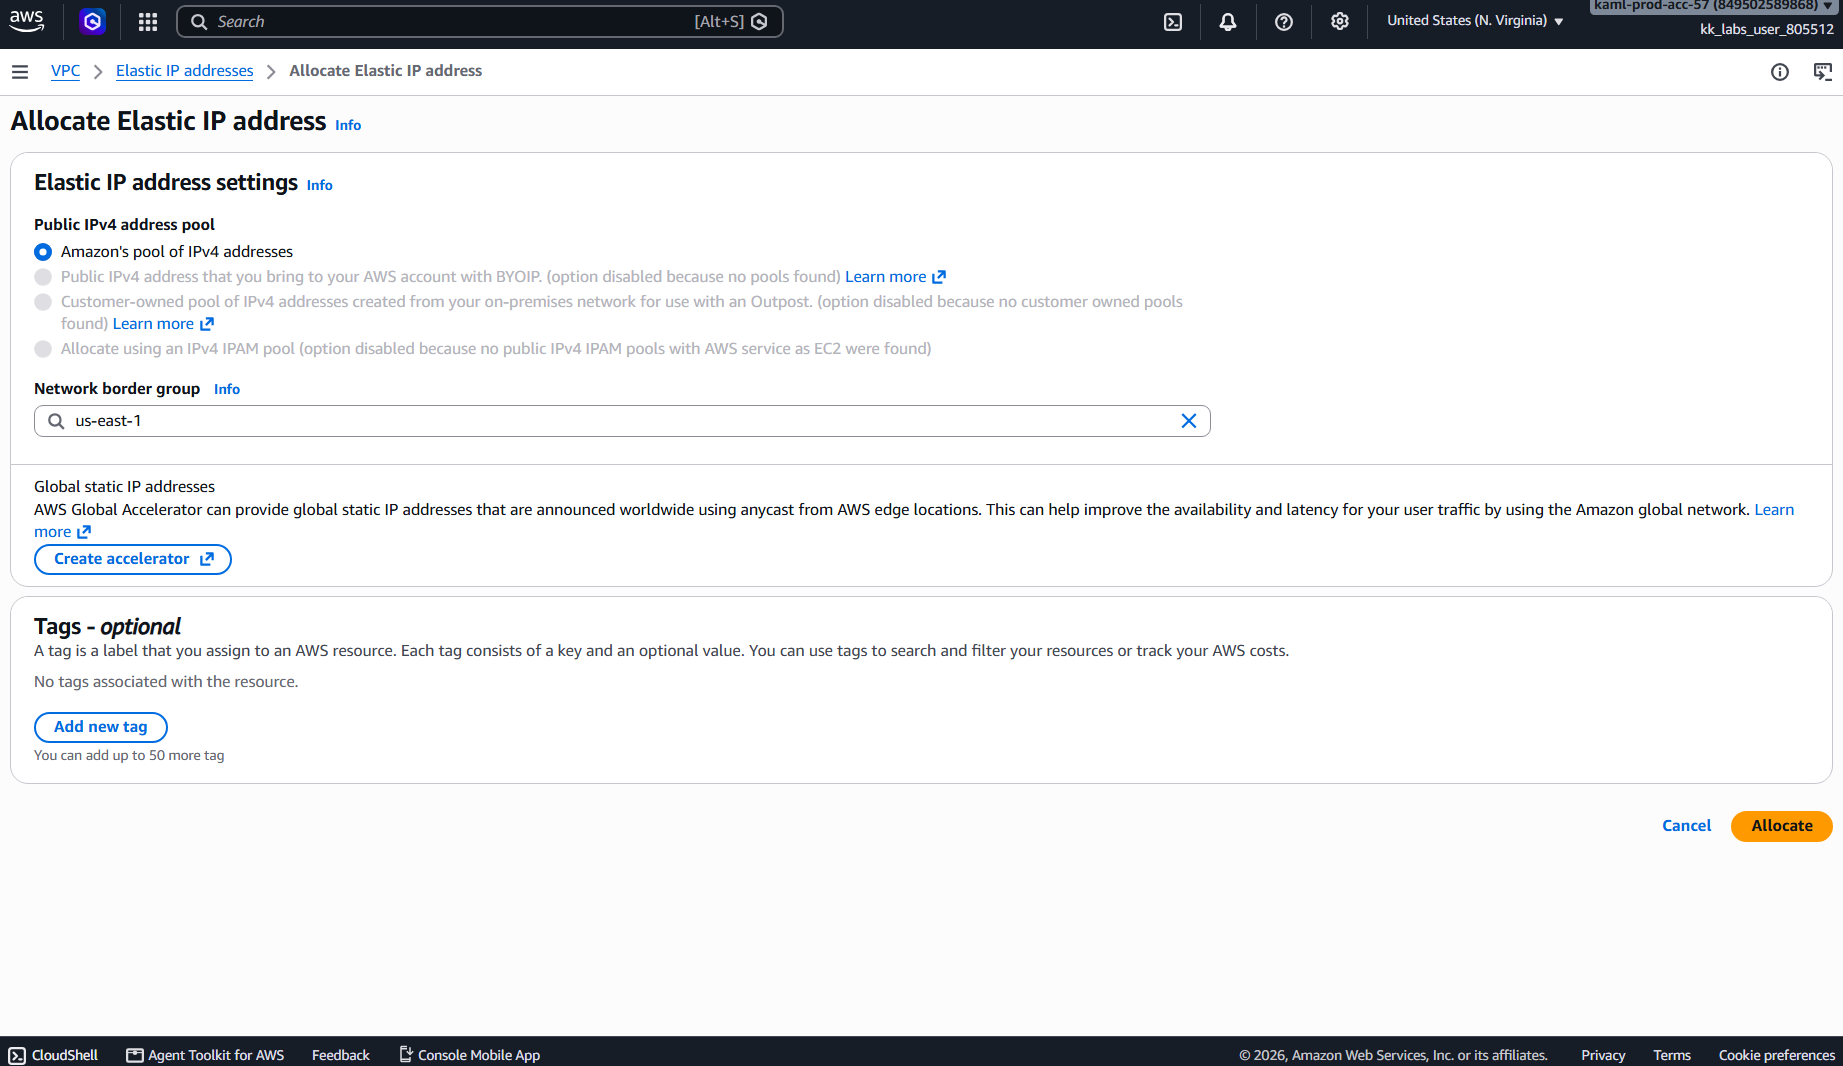 aws
Search
[Alt+S]
United States (N. Virginia)
kaml-prod-acc-57 (849502589868)
kk_labs_user_805512
VPC > Elastic IP addresses > Allocate Elastic IP address
Allocate Elastic IP address Info
Elastic IP address settings Info
Public IPv4 address pool
Amazon's pool of IPv4 addresses
Public IPv4 address that you bring to your AWS account with BYOIP. (option disabled because no pools found) Learn more
Customer-owned pool of IPv4 addresses created from your on-premises network for use with an Outpost. (option disabled because no customer owned pools
found) Learn more
Allocate using an IPv4 IPAM pool (option disabled because no public IPv4 IPAM pools with AWS service as EC2 were found)
Network border group Info
us-east-1
Global static IP addresses
AWS Global Accelerator can provide global static IP addresses that are announced worldwide using anycast from AWS edge locations. This can help improve the availability and latency for your user traffic by using the Amazon global network. Learn
more
Create accelerator
Tags - optional
A tag is a label that you assign to an AWS resource. Each tag consists of a key and an optional value. You can use tags to search and filter your resources or track your AWS costs.
No tags associated with the resource.
Add new tag
You can add up to 50 more tag
Cancel
Allocate
CloudShell
Agent Toolkit for AWS
Feedback
Console Mobile App
© 2026, Amazon Web Services, Inc. or its affiliates.
Privacy
Terms
Cookie preferences